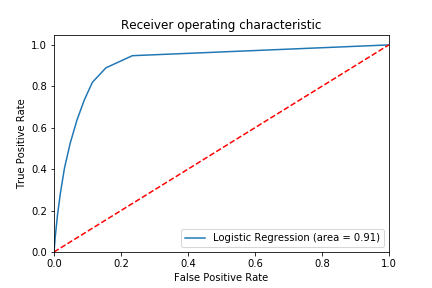 Receiver operating characteristic
True Positive Rate
1.0
0.8
0.6
0.4
0.2
0.0
Logistic Regression (area = 0.91)
0.0 0.2 0.4 0.6 0.8 1.0
False Positive Rate